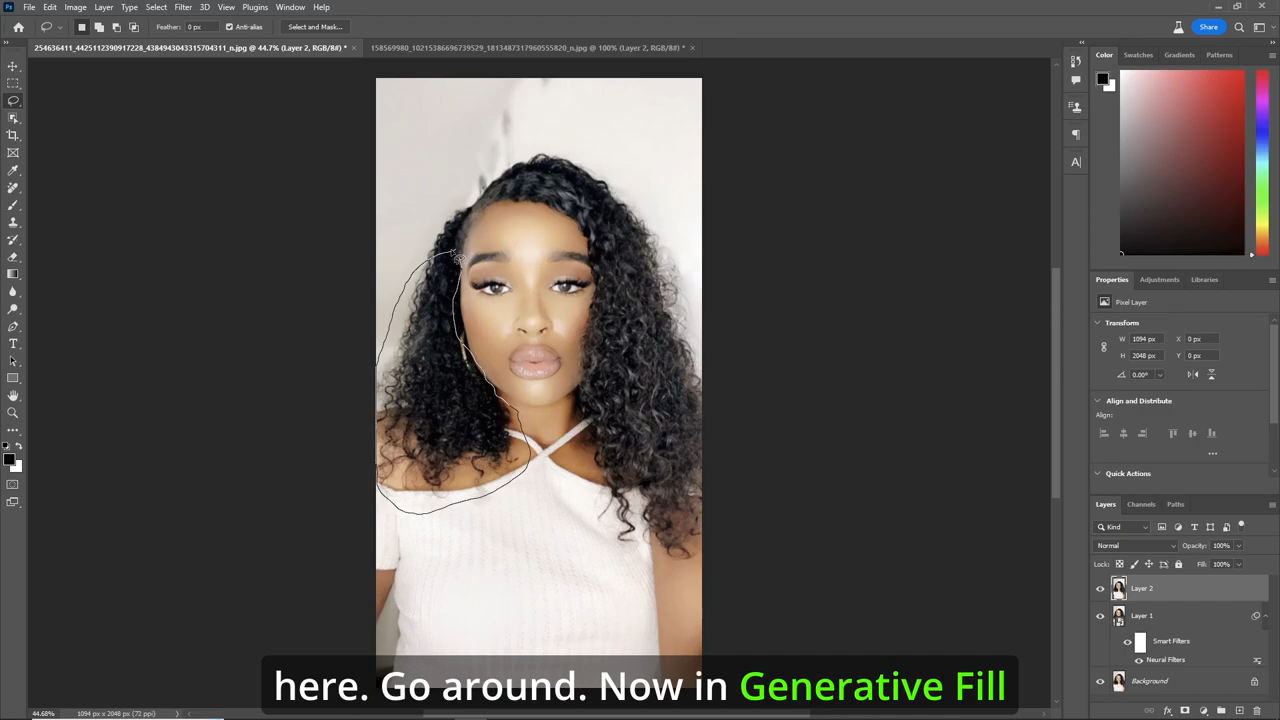 Ps File Edit Image Layer Type Select Filter 3D View Plugins Window Help
Feather: 0 px Anti-alias Select and Mask... Share
254636411_4425112390917228_4384943043315704311_n.jpg @ 44.7% (Layer 2, RGB/8#) * × 158569980_10215386696739529_1813487317960555820_n.jpg @ 100% (Layer 2, RGB/8#) * ×
Color Swatches Gradients Patterns
Properties Adjustments Libraries
Pixel Layer
Transform
W 1094 px X 0 px
H 2048 px Y 0 px
0.00°
Align and Distribute
Align:
...
Quick Actions
Layers Channels Paths
Kind
Normal Opacity: 100%
Lock: Fill: 100%
Layer 2
Layer 1
Smart Filters
Neural Filters
Background
here. Go around. Now in Generative Fill
44.68% 1094 px x 2048 px (72 ppi)